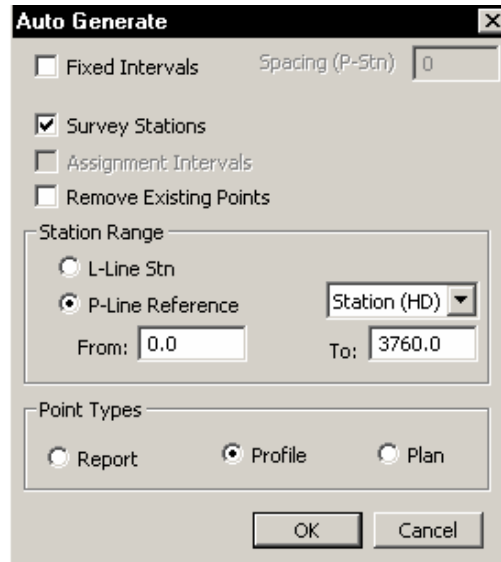 Auto Generate
Fixed Intervals Spacing (P-Stn) 0
Survey Stations
Assignment Intervals
Remove Existing Points
Station Range
L-Line Stn
P-Line Reference Station (HD)
From: 0.0 To: 3760.0
Point Types
Report Profile Plan
OK Cancel